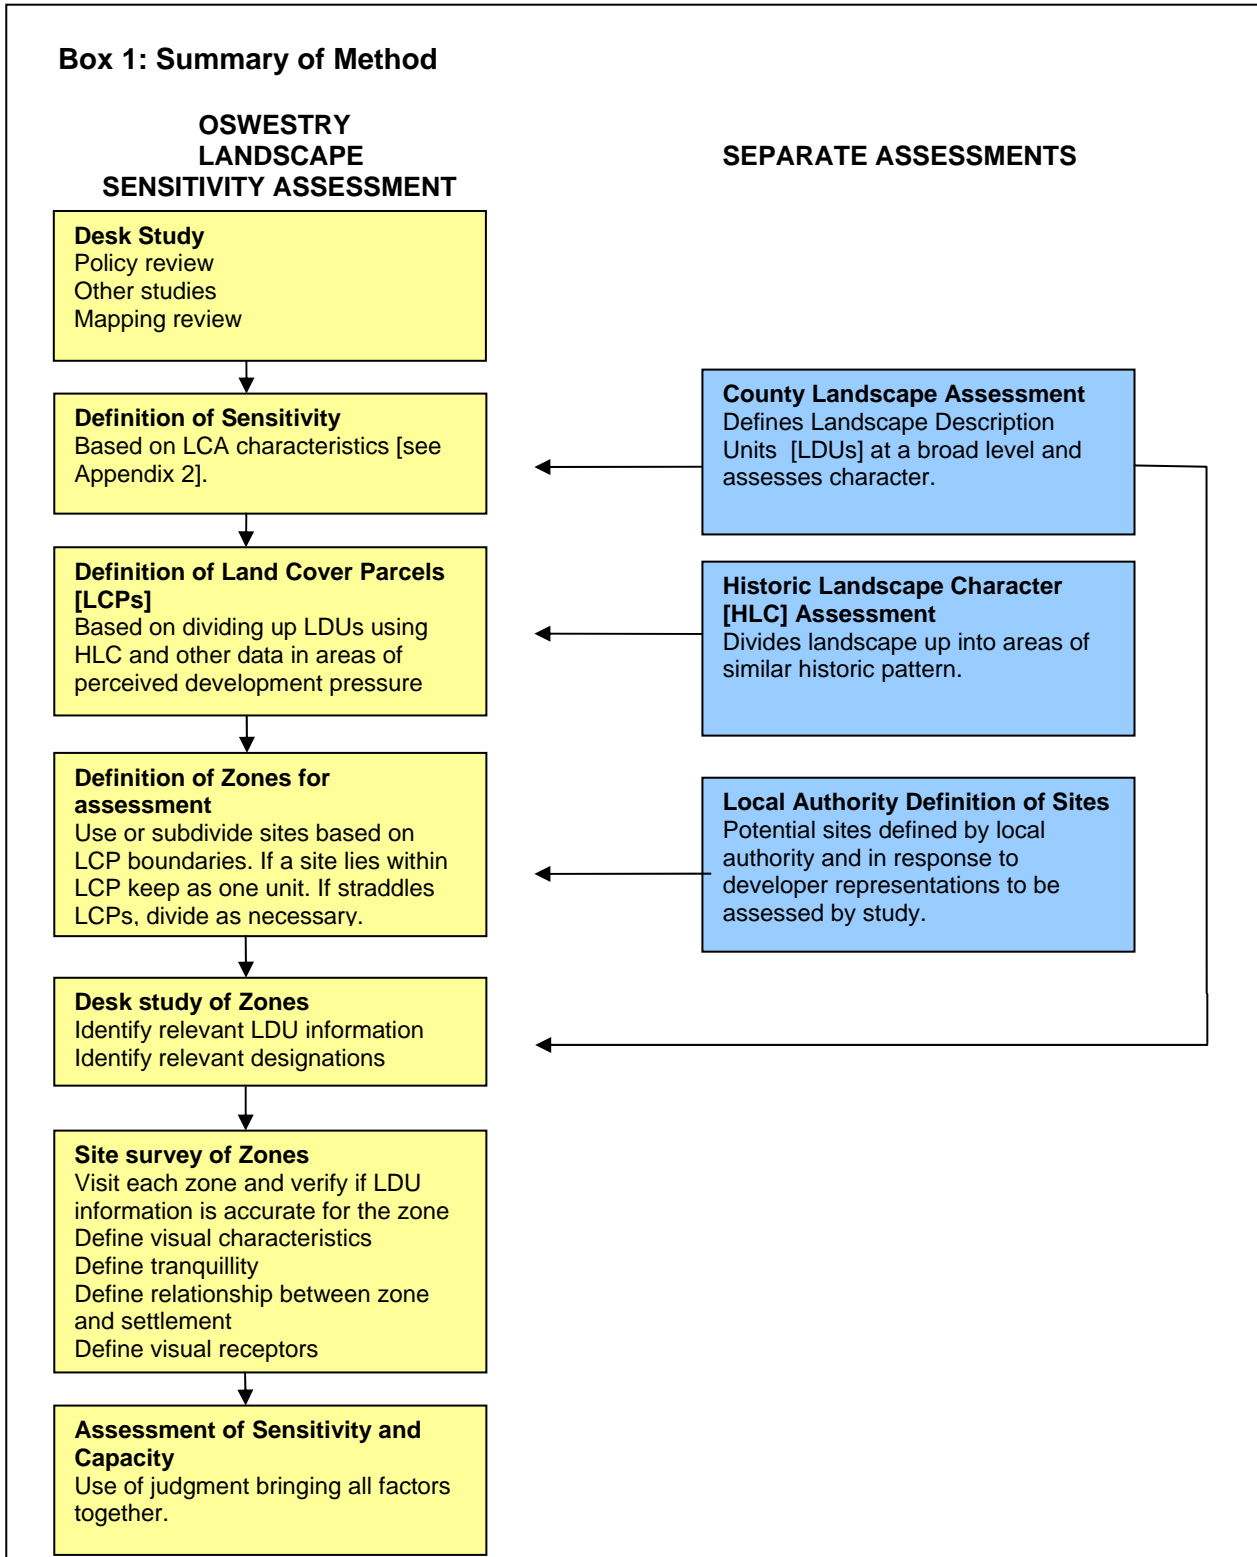 Box 1: Summary of Method
OSWESTRY
LANDSCAPE
SENSITIVITY ASSESSMENT
SEPARATE ASSESSMENTS
Desk Study
Policy review
Other studies
Mapping review
Definition of Sensitivity
Based on LCA characteristics [see
Appendix 2].
County Landscape Assessment
Defines Landscape Description
Units [LDUs] at a broad level and
assesses character.
Definition of Land Cover Parcels
[LCPs]
Based on dividing up LDUs using
HLC and other data in areas of
perceived development pressure
Historic Landscape Character
[HLC] Assessment
Divides landscape up into areas of
similar historic pattern.
Definition of Zones for
assessment
Use or subdivide sites based on
LCP boundaries. If a site lies within
LCP keep as one unit. If straddles
LCPs, divide as necessary.
Local Authority Definition of Sites
Potential sites defined by local
authority and in response to
developer representations to be
assessed by study.
Desk study of Zones
Identify relevant LDU information
Identify relevant designations
Site survey of Zones
Visit each zone and verify if LDU
information is accurate for the zone
Define visual characteristics
Define tranquillity
Define relationship between zone
and settlement
Define visual receptors
Assessment of Sensitivity and
Capacity
Use of judgment bringing all factors
together.